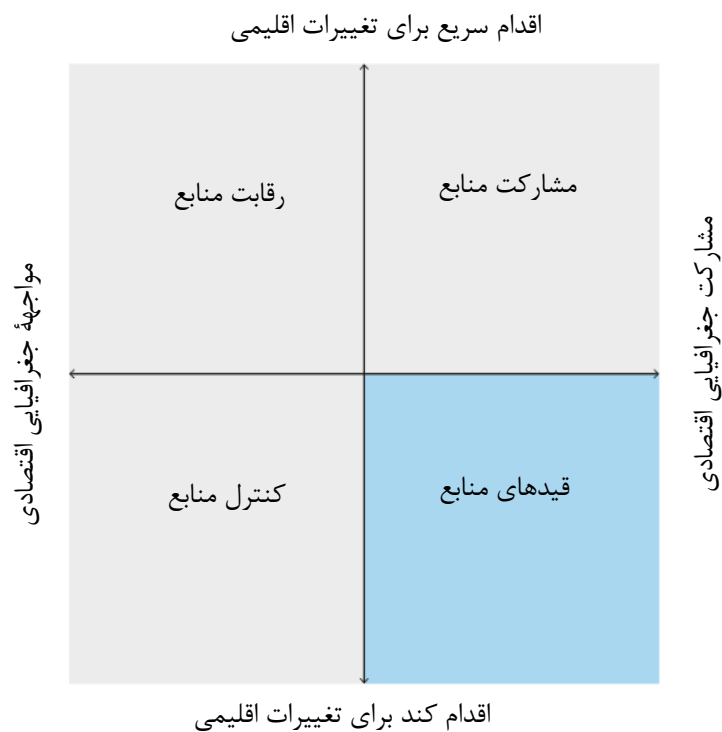 اقدام سریع برای تغییرات اقلیمی
مشارکت منابع
رقابت منابع
مشارکت جغرافیایی اقتصادی
مواجههٔ جغرافیایی اقتصادی
قیدهای منابع
کنترل منابع
اقدام کند برای تغییرات اقلیمی